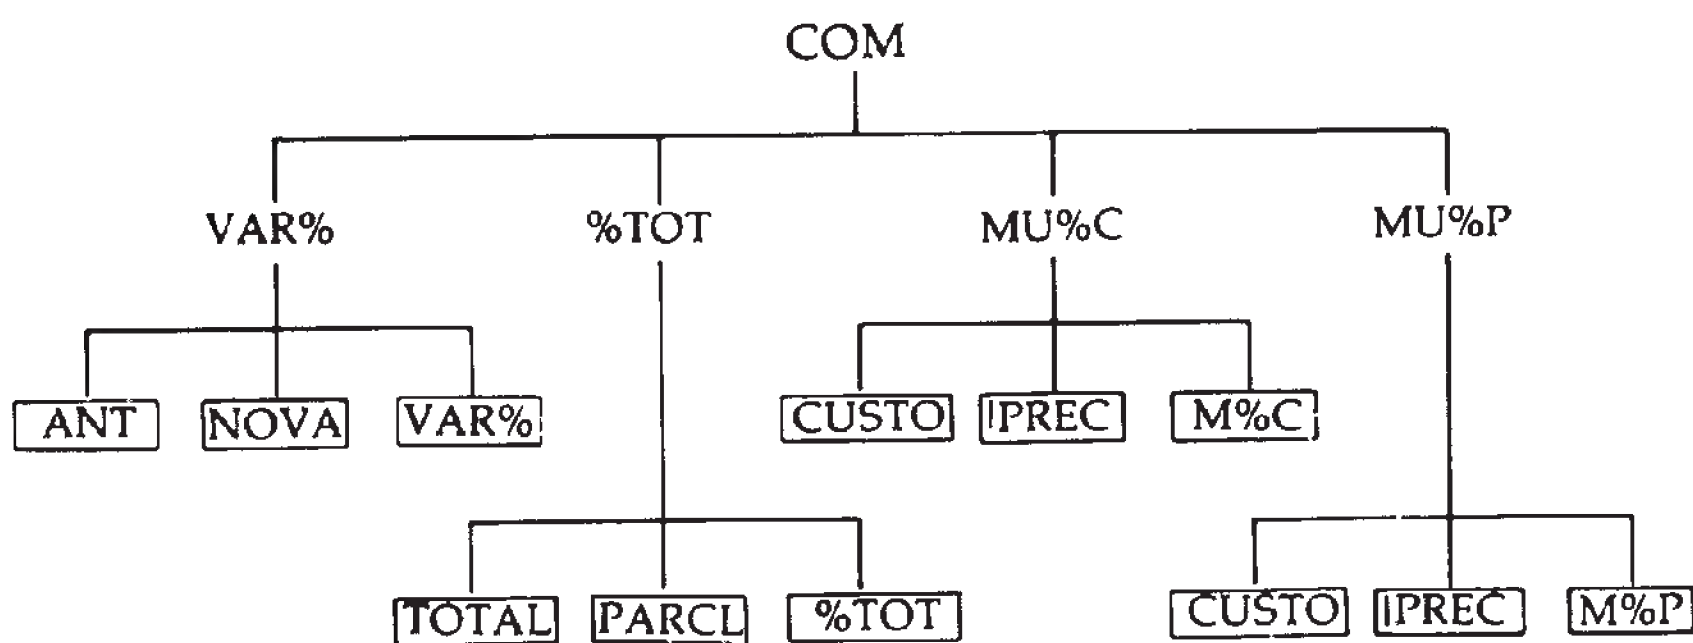 COM
VAR% %TOT MU%C MU%P
ANT NOVA VAR% CUSTO PREC M%C
TOTAL PARCL %TOT CUSTO PREC M%P